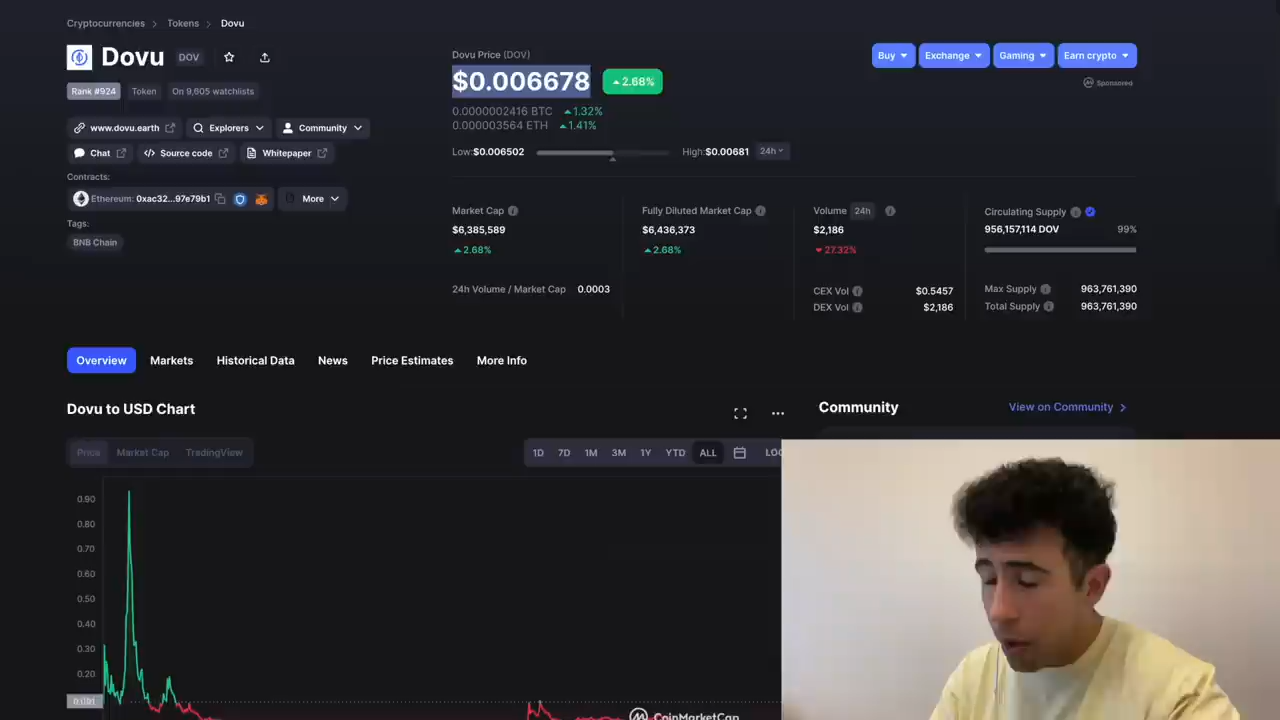 Cryptocurrencies > Tokens > Dovu
Dovu DOV
Rank #924 Token On 9,605 watchlists
www.dovu.earth Explorers Community
Chat Source code Whitepaper
Contracts:
Ethereum: 0xac32...97e79b1 More
Tags:
BNB Chain
Dovu Price (DOV)
$0.006678 2.68%
0.0000002416 BTC 1.32%
0.000003564 ETH 1.41%
Low:$0.006502 High:$0.00681 24h
Buy Exchange Gaming Earn crypto
Sponsored
Market Cap
$6,385,589
2.68%
24h Volume / Market Cap 0.0003
Fully Diluted Market Cap
$6,436,373
2.68%
Volume 24h
$2,186
27.32%
CEX Vol $0.5457
DEX Vol $2,186
Circulating Supply
956,157,114 DOV 99%
Max Supply 963,761,390
Total Supply 963,761,390
Overview Markets Historical Data News Price Estimates More Info
Dovu to USD Chart
Price Market Cap TradingView
1D 7D 1M 3M 1Y YTD ALL LOG
0.90
0.80
0.70
0.60
0.50
0.40
0.30
0.20
CoinMarketCap
Community View on Community >